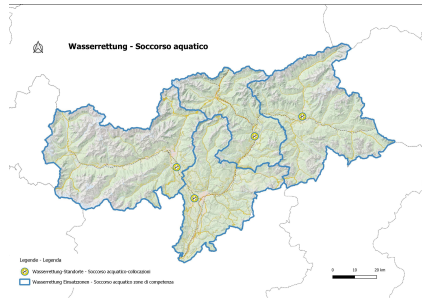 Wasserrettung - Soccorso aquatico
Legende - Legenda
Wasserrettung-Standorte - Soccorso aquatico-collocazioni
Wasserrettung Einsatzzonen - Soccorso aquatico zone di competenza
0 10 20 km